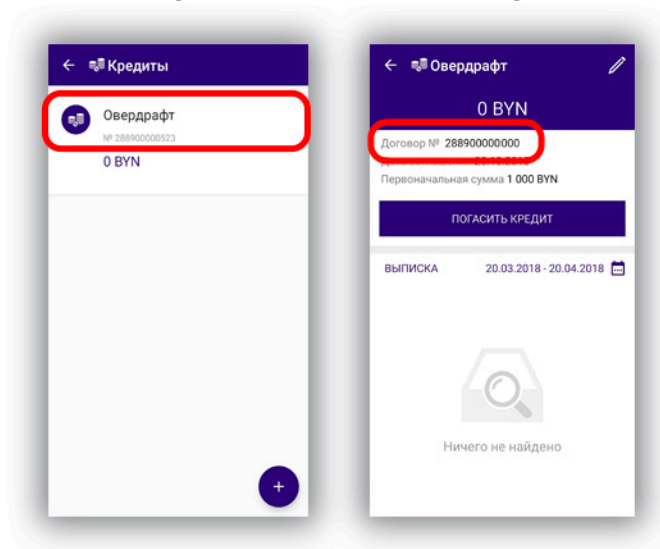 Кредиты
Овердрафт
№ 288900000523
0 BYN
+
Овердрафт
0 BYN
Договор № 288900000000
Первоначальная сумма 1 000 BYN
ПОГАСИТЬ КРЕДИТ
ВЫПИСКА 20.03.2018 - 20.04.2018
Ничего не найдено